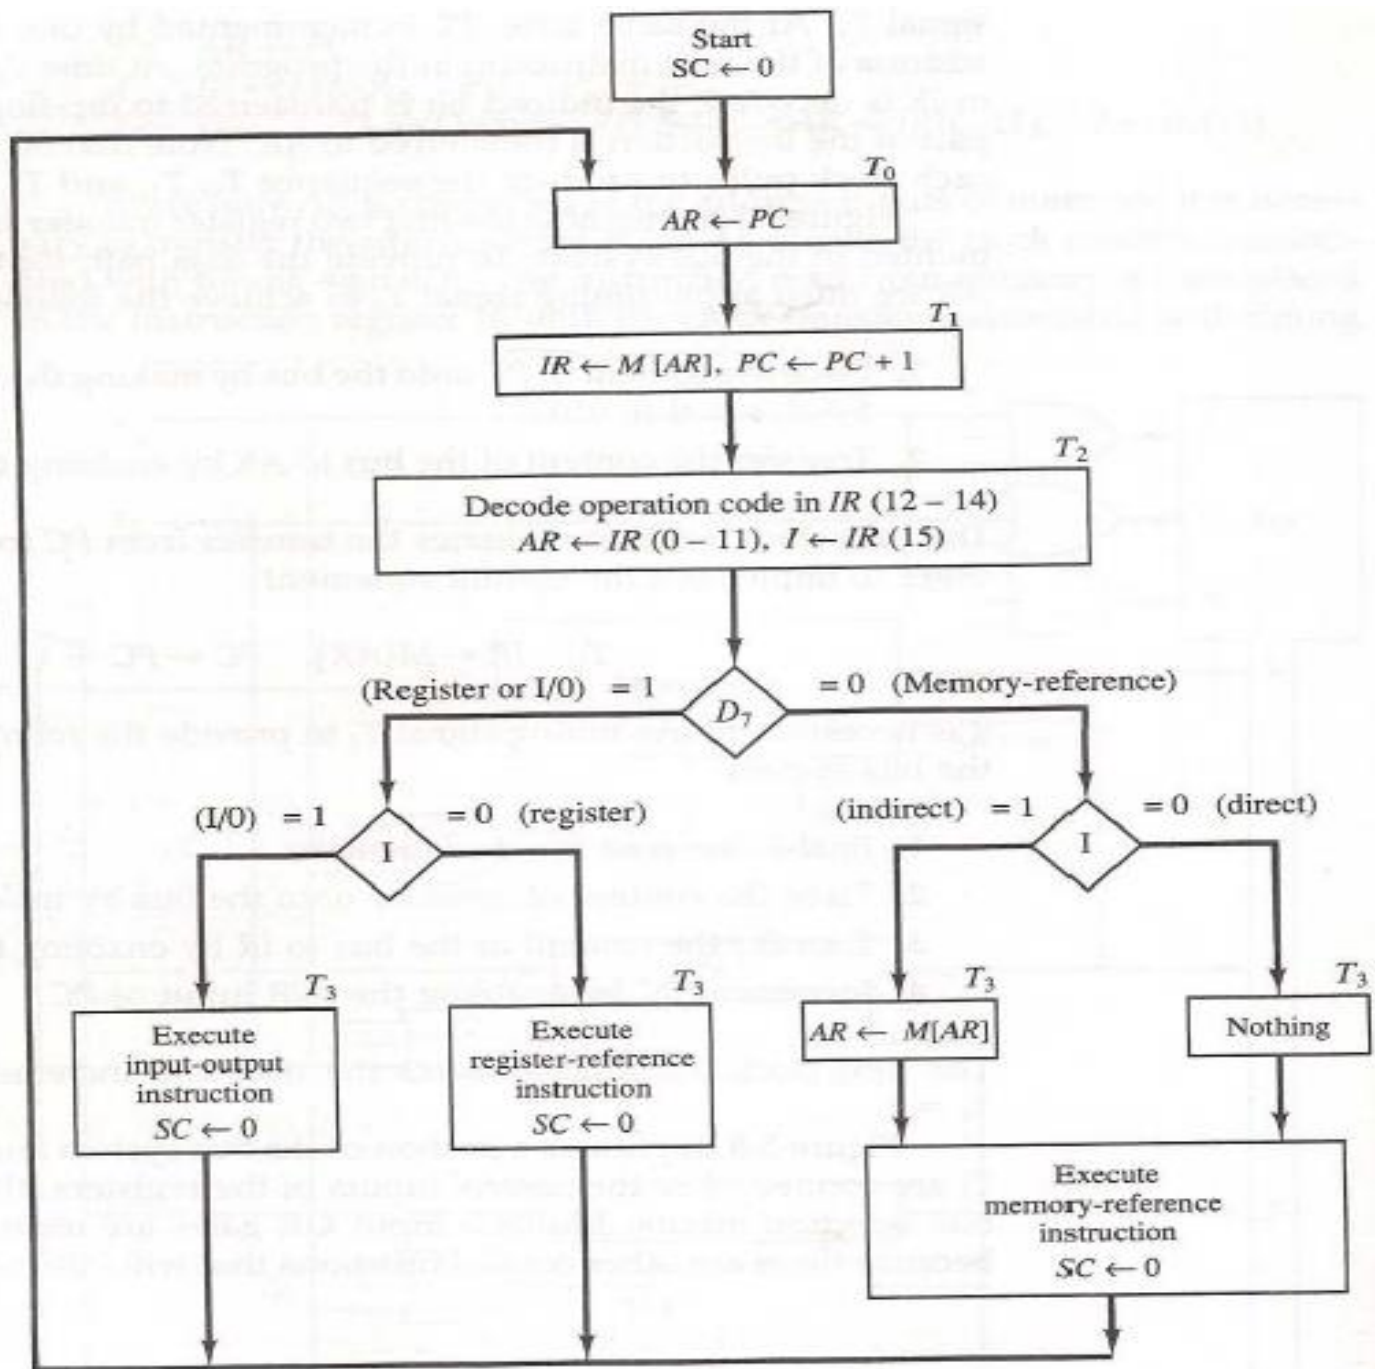 Start
SC ← 0
T0
AR ← PC
T1
IR ← M [AR], PC ← PC + 1
T2
Decode operation code in IR (12 – 14)
AR ← IR (0 – 11), I ← IR (15)
(Register or I/0) = 1
D7
= 0 (Memory-reference)
(I/0) = 1
I
= 0 (register)
(indirect) = 1
I
= 0 (direct)
T3
Execute
input-output
instruction
SC ← 0
T3
Execute
register-reference
instruction
SC ← 0
T3
AR ← M[AR]
T3
Nothing
Execute
memory-reference
instruction
SC ← 0